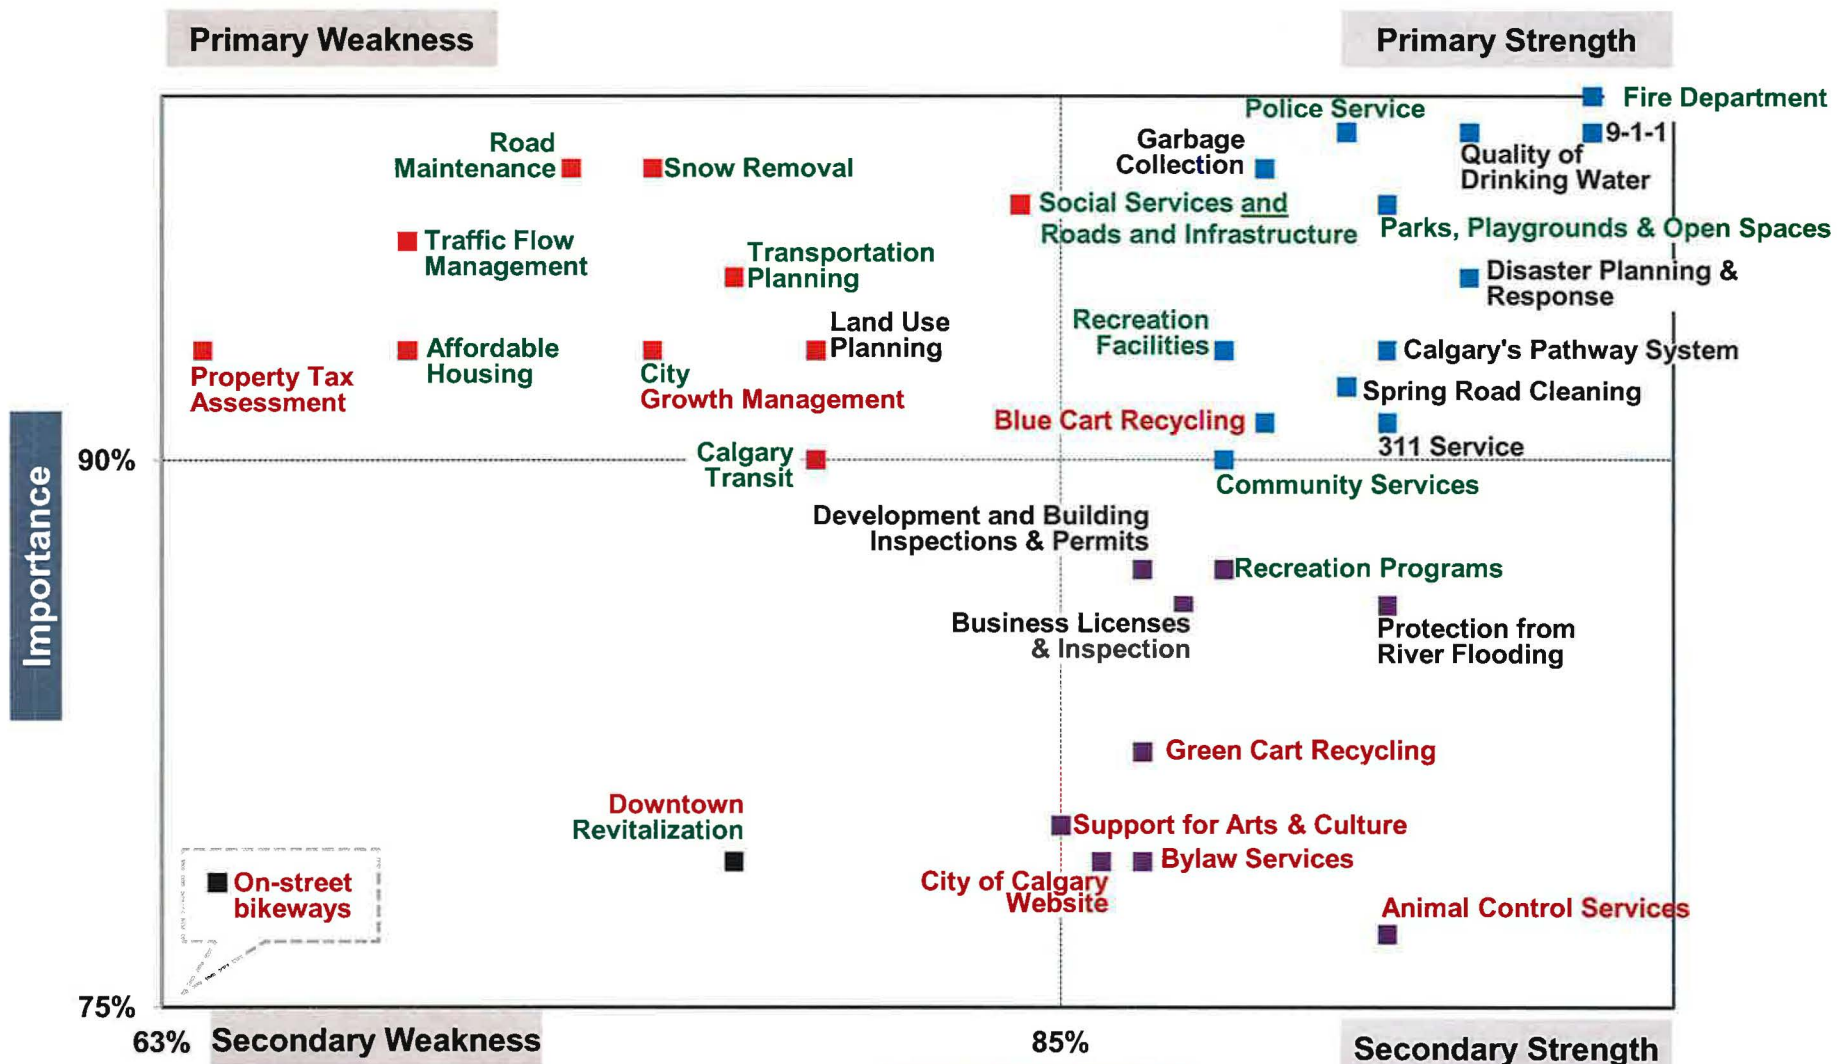 Primary Weakness
Primary Strength
Fire Department
Police Service
9-1-1
Garbage
Collection
Quality of
Drinking Water
Road
Maintenance
Snow Removal
Social Services and
Roads and Infrastructure
Parks, Playgrounds & Open Spaces
Traffic Flow
Management
Transportation
Planning
Disaster Planning &
Response
Land Use
Planning
Recreation
Facilities
Calgary's Pathway System
Property Tax
Assessment
Affordable
Housing
City
Growth Management
Spring Road Cleaning
Blue Cart Recycling
311 Service
90%
Calgary
Transit
Community Services
Importance
Development and Building
Inspections & Permits
Recreation Programs
Business Licenses
& Inspection
Protection from
River Flooding
Green Cart Recycling
Downtown
Revitalization
Support for Arts & Culture
Bylaw Services
City of Calgary
Website
On-street
bikeways
Animal Control Services
75%
63%
Secondary Weakness
85%
Secondary Strength